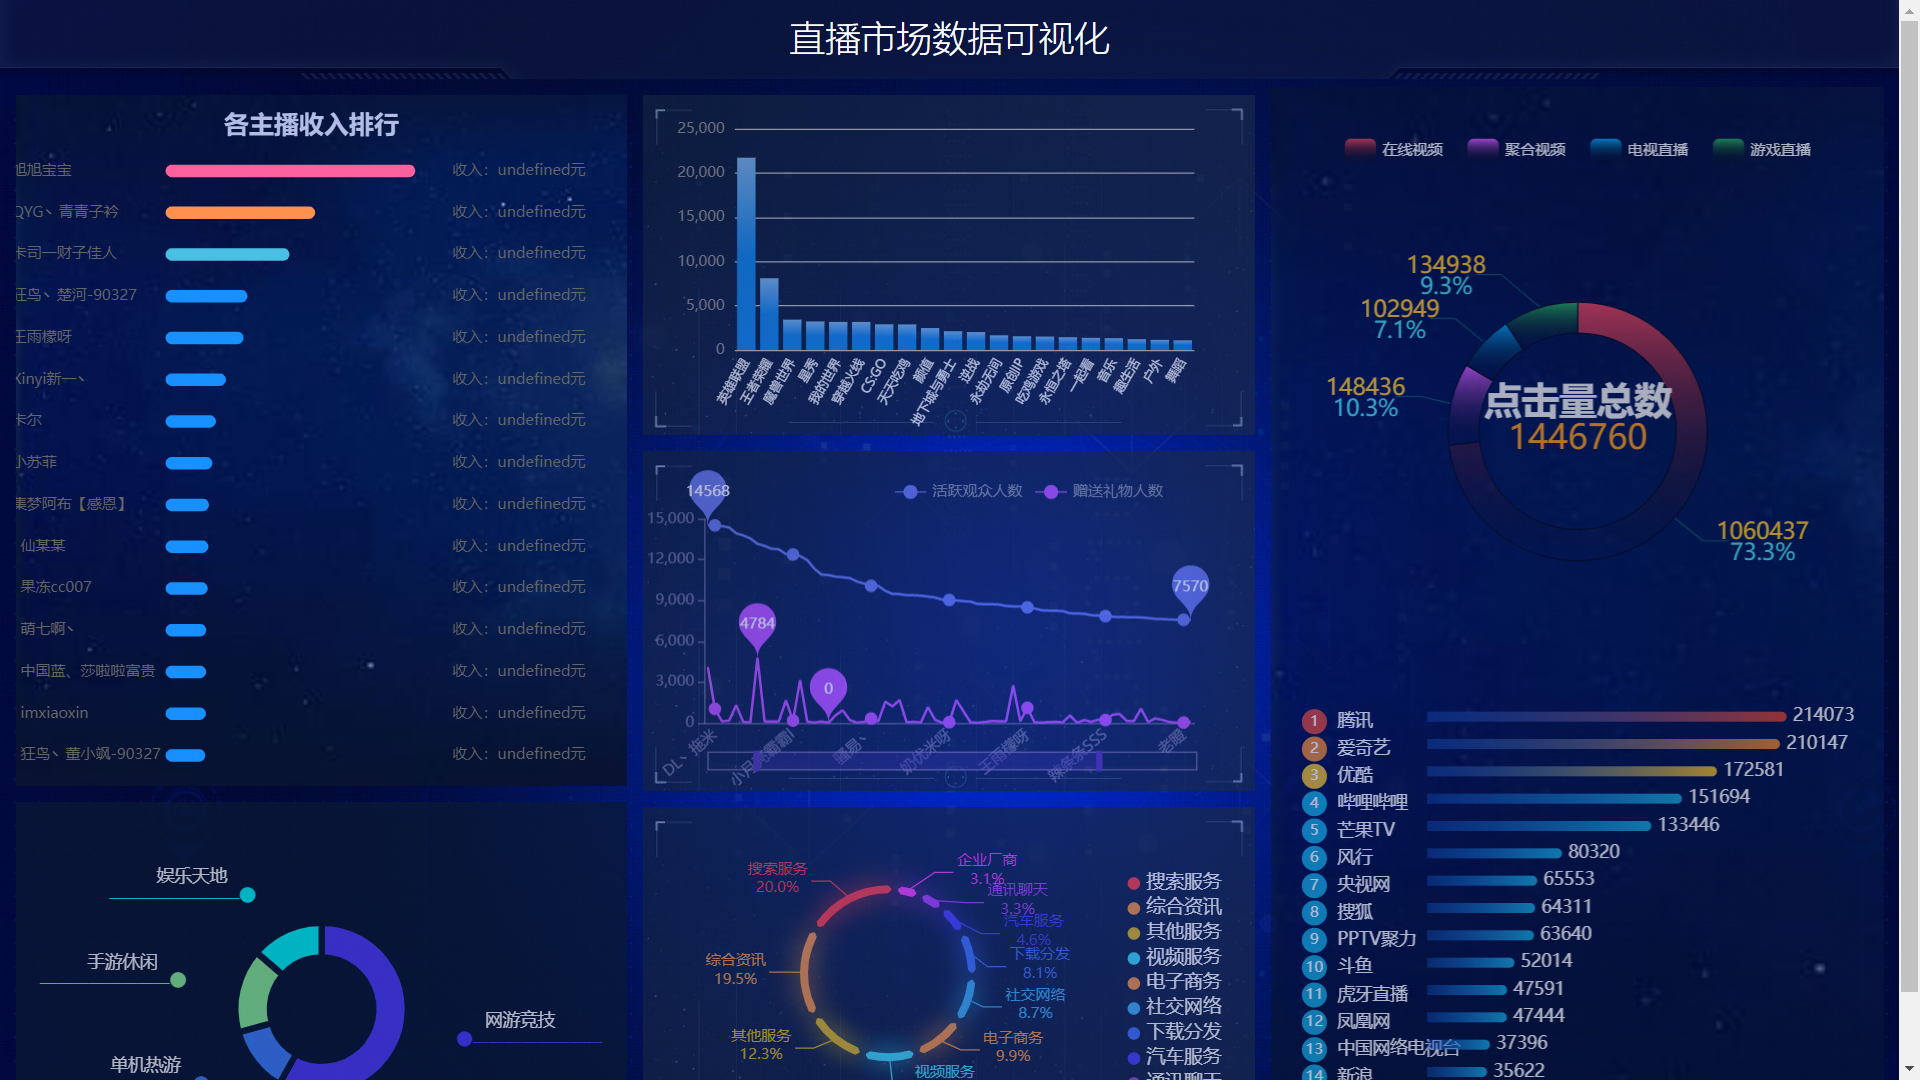 直播市场数据可视化
各主播收入排行
旭旭宝宝 收入：undefined元
QYG丶青青子衿 收入：undefined元
卡司—财子佳人 收入：undefined元
狂鸟丶楚河-90327 收入：undefined元
王雨檬呀 收入：undefined元
Xinyi新一丶 收入：undefined元
卡尔 收入：undefined元
小苏菲 收入：undefined元
集梦阿布【感恩】 收入：undefined元
仙某某 收入：undefined元
果冻cc007 收入：undefined元
萌七啊丶 收入：undefined元
中国蓝、莎啦啦富贵 收入：undefined元
imxiaoxin 收入：undefined元
狂鸟丶董小飒-90327 收入：undefined元
娱乐天地
手游休闲
网游竞技
单机热游
25,000
20,000
15,000
10,000
5,000
0
英雄联盟
王者荣耀
魔兽世界
星秀
我的世界
穿越火线
CS:GO
天天吃鸡
颜值
地下城与勇士
逆战
永劫无间
原创IP
吃鸡游戏
永恒之塔
一起看
音乐
趣生活
户外
舞蹈
活跃观众人数 赠送礼物人数
14568
15,000
12,000
9,000
6,000
3,000
0
7570
4784
0
DL丶拖米
骚易丶
奶优米呀
王雨檬呀
辣条条SSS
企业厂商
3.1%
通讯聊天
3.3%
汽车服务
4.6%
下载分发
8.1%
社交网络
8.7%
电子商务
9.9%
视频服务
其他服务
12.3%
综合资讯
19.5%
搜索服务
20.0%
搜索服务
综合资讯
其他服务
视频服务
电子商务
社交网络
下载分发
汽车服务
通讯聊天
在线视频 聚合视频 电视直播 游戏直播
134938
9.3%
102949
7.1%
148436
10.3%
点击量总数
1446760
1060437
73.3%
1 腾讯 214073
2 爱奇艺 210147
3 优酷 172581
4 哔哩哔哩 151694
5 芒果TV 133446
6 风行 80320
7 央视网 65553
8 搜狐 64311
9 PPTV聚力 63640
10 斗鱼 52014
11 虎牙直播 47591
12 凤凰网 47444
13 中国网络电视台 37396
14 新浪 35622